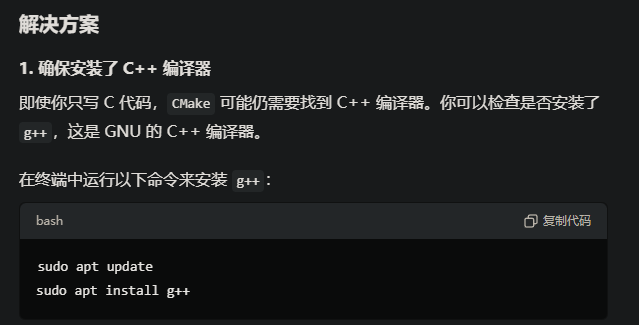 解决方案
1. 确保安装了 C++ 编译器
即使你只写 C 代码，CMake 可能仍需要找到 C++ 编译器。你可以检查是否安装了
g++，这是 GNU 的 C++ 编译器。
在终端中运行以下命令来安装 g++：
bash 复制代码
sudo apt update
sudo apt install g++